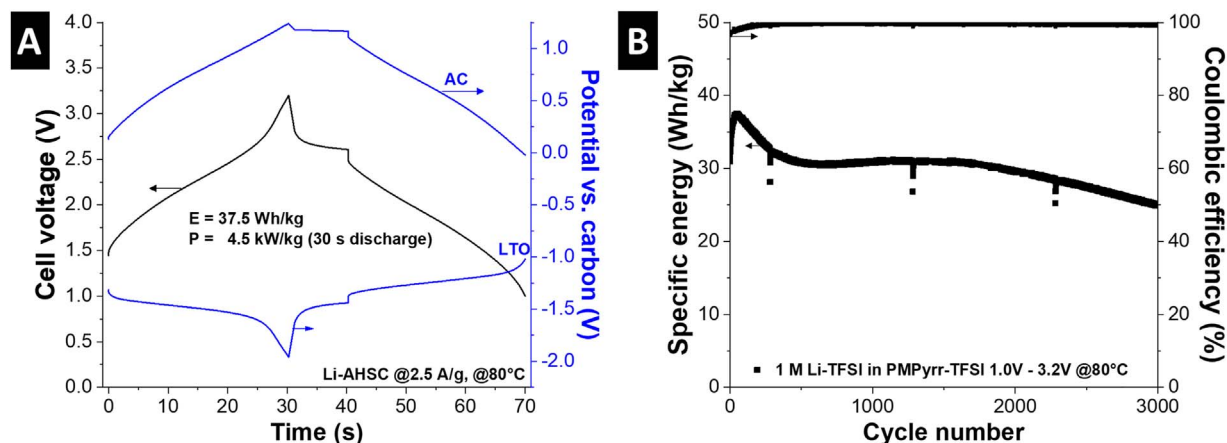 A
Cell voltage (V)
4.0
3.5
3.0
2.5
2.0
1.5
1.0
0.5
0.0
AC
E = 37.5 Wh/kg
P = 4.5 kW/kg (30 s discharge)
LTO
Li-AHSC @2.5 A/g, @80°C
0 10 20 30 40 50 60 70
Time (s)
1.0
0.5
0.0
-0.5
-1.0
-1.5
-2.0
Potential vs. carbon (V)
B
Specific energy (Wh/kg)
50
40
30
20
10
0
1 M Li-TFSI in PMPyrr-TFSI 1.0V - 3.2V @80°C
0 1000 2000 3000
Cycle number
100
80
60
40
20
0
Coulombic efficiency (%)